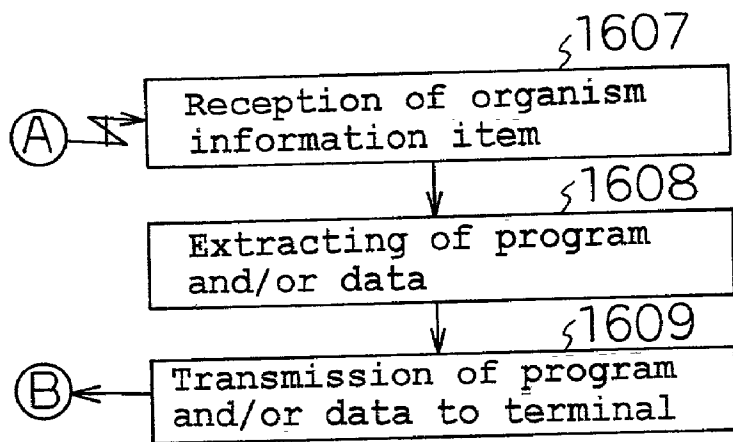 1607
Reception of organism
information item
A
1608
Extracting of program
and/or data
1609
Transmission of program
and/or data to terminal
B